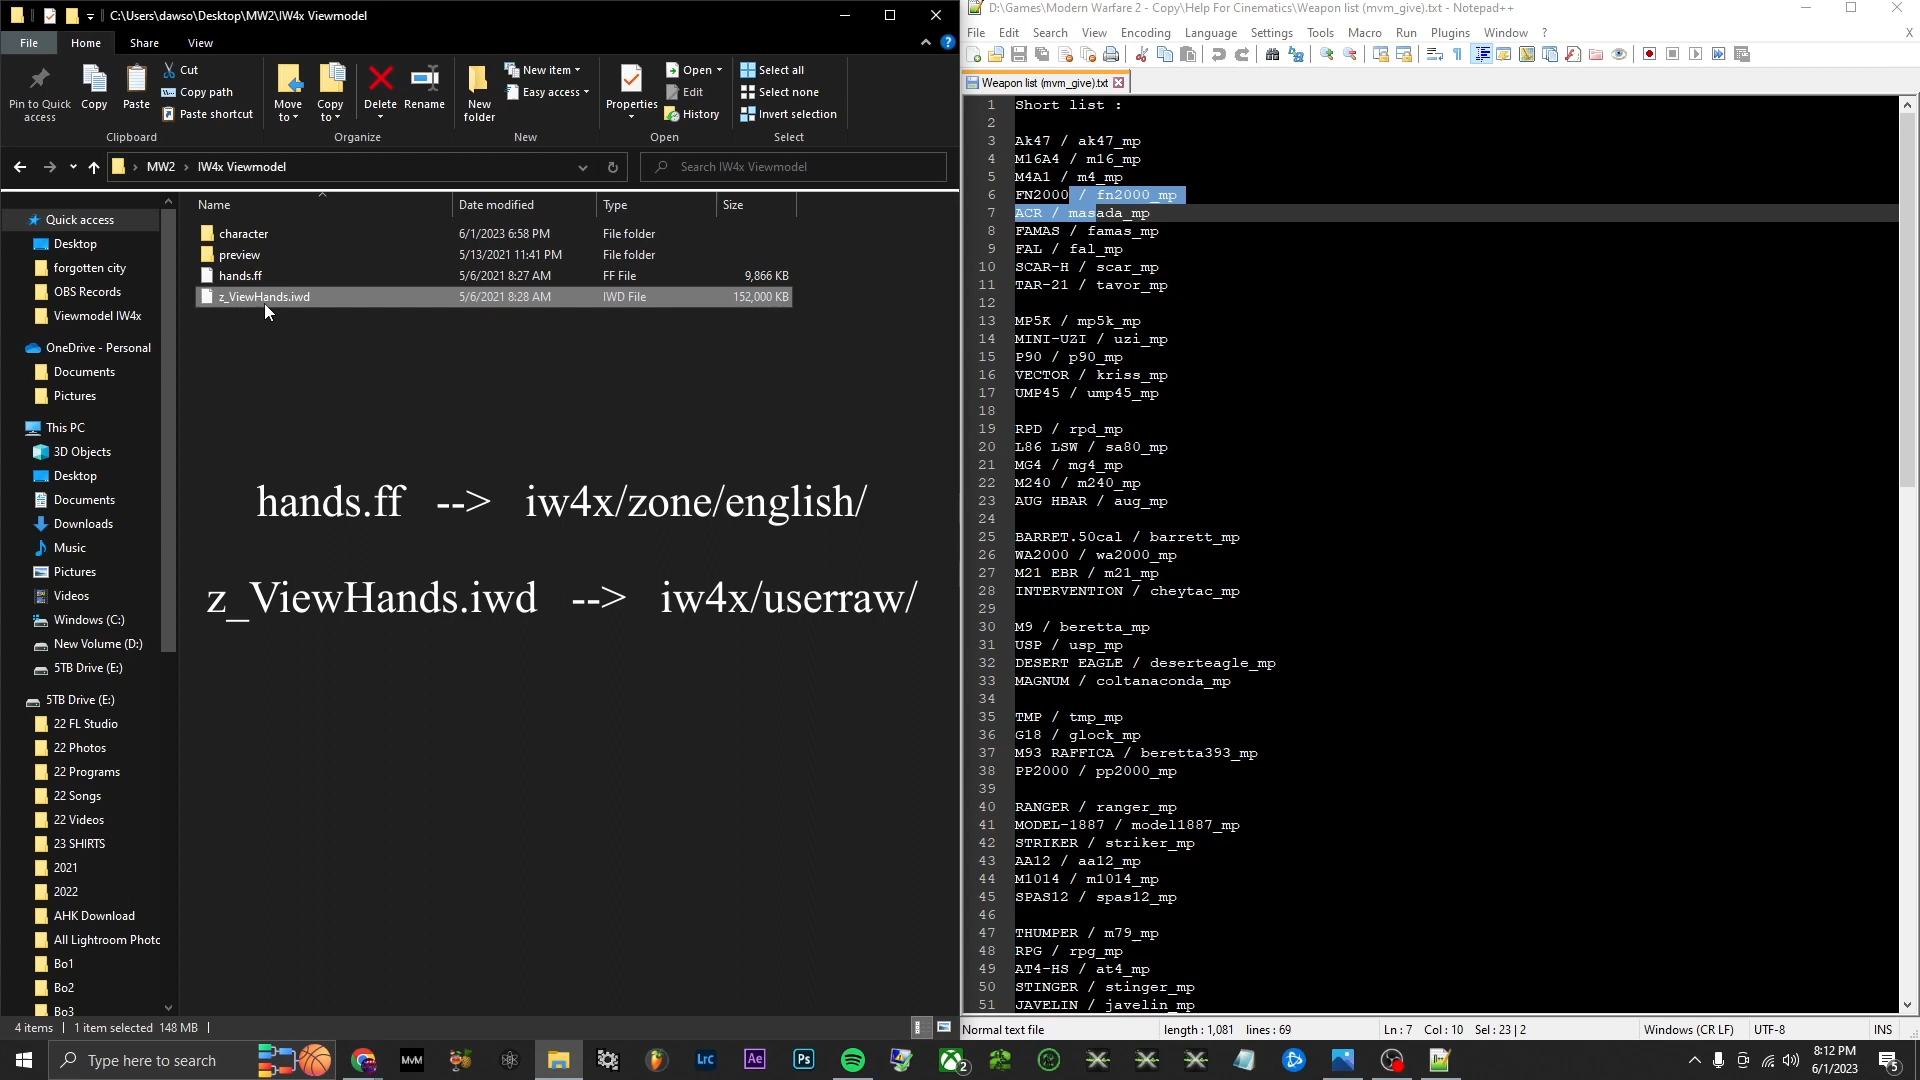 C:\Users\dawso\Desktop\MW2\IW4x Viewmodel
File Home Share View
Pin to Quick access
Copy
Paste
Cut
Copy path
Paste shortcut
Clipboard
Move to
Copy to
Delete
Rename
Organize
New folder
New item
Easy access
New
Properties
Open
Edit
History
Open
Select all
Select none
Invert selection
Select
MW2 > IW4x Viewmodel
Search IW4x Viewmodel
Name Date modified Type Size
character 6/1/2023 6:58 PM File folder
preview 5/13/2021 11:41 PM File folder
hands.ff 5/6/2021 8:27 AM FF File 9,866 KB
z_ViewHands.iwd 5/6/2021 8:28 AM IWD File 152,000 KB
Quick access
Desktop
forgotten city
OBS Records
Viewmodel IW4x
OneDrive - Personal
Documents
Pictures
This PC
3D Objects
Desktop
Documents
Downloads
Music
Pictures
Videos
Windows (C:)
New Volume (D:)
5TB Drive (E:)
5TB Drive (E:)
22 FL Studio
22 Photos
22 Programs
22 Songs
22 Videos
23 SHIRTS
2021
2022
AHK Download
All Lightroom Photc
Bo1
Bo2
Bo3
hands.ff --> iw4x/zone/english/
z_ViewHands.iwd --> iw4x/userraw/
4 items 1 item selected 148 MB
D:\Games\Modern Warfare 2 - Copy\Help For Cinematics\Weapon list (mvm_give).txt - Notepad++
File Edit Search View Encoding Language Settings Tools Macro Run Plugins Window ? X
Weapon list (mvm_give).txt
1 Short list :
2
3 Ak47 / ak47_mp
4 M16A4 / m16_mp
5 M4A1 / m4_mp
6 FN2000 / fn2000_mp
7 ACR / masada_mp
8 FAMAS / famas_mp
9 FAL / fal_mp
10 SCAR-H / scar_mp
11 TAR-21 / tavor_mp
12
13 MP5K / mp5k_mp
14 MINI-UZI / uzi_mp
15 P90 / p90_mp
16 VECTOR / kriss_mp
17 UMP45 / ump45_mp
18
19 RPD / rpd_mp
20 L86 LSW / sa80_mp
21 MG4 / mg4_mp
22 M240 / m240_mp
23 AUG HBAR / aug_mp
24
25 BARRET.50cal / barrett_mp
26 WA2000 / wa2000_mp
27 M21 EBR / m21_mp
28 INTERVENTION / cheytac_mp
29
30 M9 / beretta_mp
31 USP / usp_mp
32 DESERT EAGLE / deserteagle_mp
33 MAGNUM / coltanaconda_mp
34
35 TMP / tmp_mp
36 G18 / glock_mp
37 M93 RAFFICA / beretta393_mp
38 PP2000 / pp2000_mp
39
40 RANGER / ranger_mp
41 MODEL-1887 / model1887_mp
42 STRIKER / striker_mp
43 AA12 / aa12_mp
44 M1014 / m1014_mp
45 SPAS12 / spas12_mp
46
47 THUMPER / m79_mp
48 RPG / rpg_mp
49 AT4-HS / at4_mp
50 STINGER / stinger_mp
51 JAVELIN / javelin_mp
Normal text file length : 1,081 lines : 69 Ln : 7 Col : 10 Sel : 23 | 2 Windows (CR LF) UTF-8 INS
Type here to search
MVM
Lrc
Ae
Ps
2
8:12 PM
6/1/2023
5